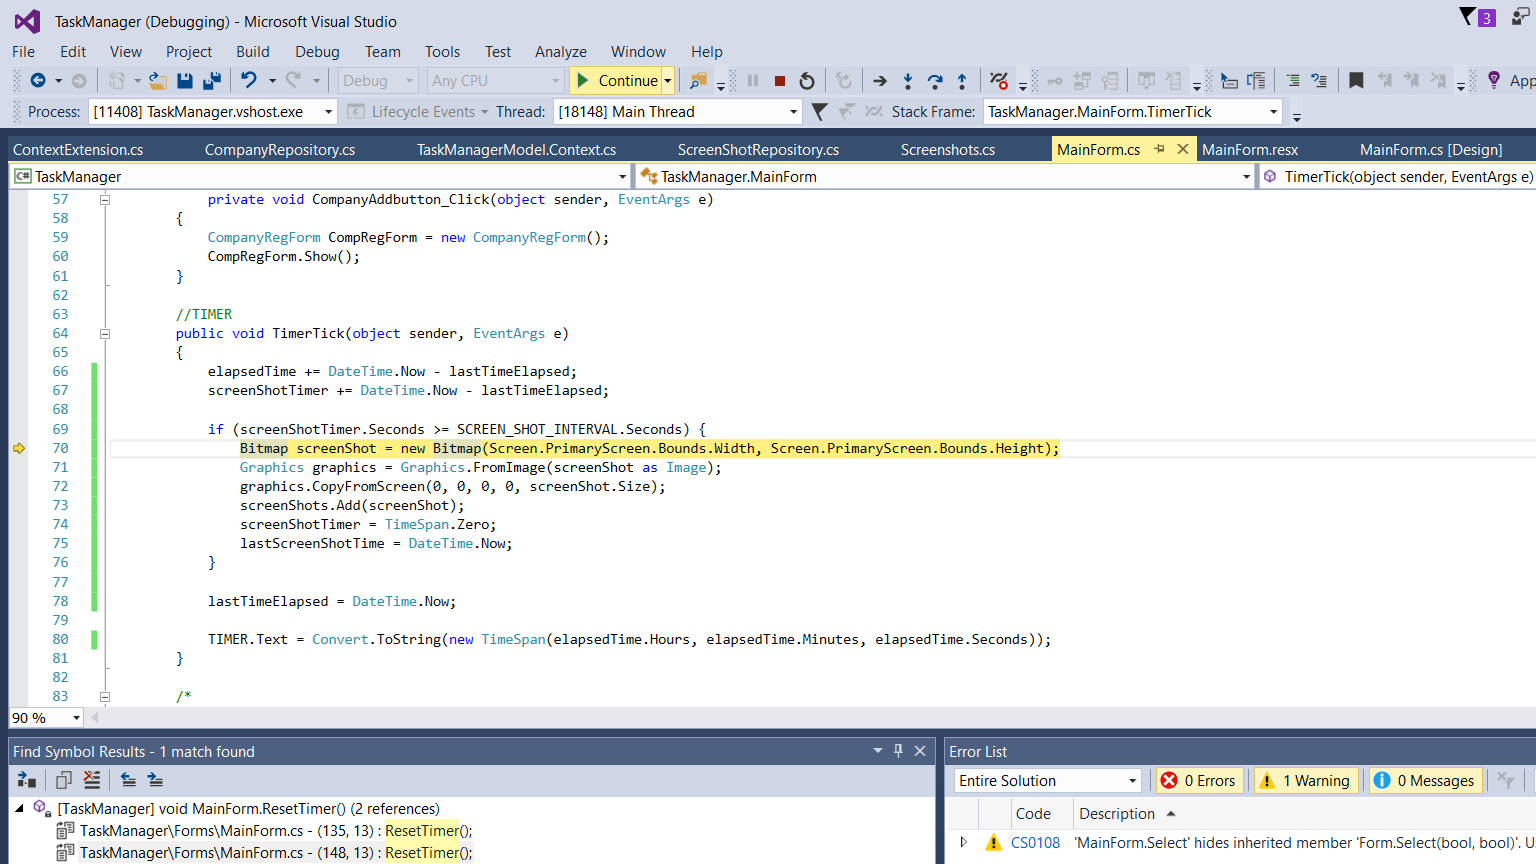 TaskManager (Debugging) - Microsoft Visual Studio
3
File Edit View Project Build Debug Team Tools Test Analyze Window Help
Debug Any CPU Continue App
Process: [11408] TaskManager.vshost.exe Lifecycle Events Thread: [18148] Main Thread Stack Frame: TaskManager.MainForm.TimerTick
ContextExtension.cs CompanyRepository.cs TaskManagerModel.Context.cs ScreenShotRepository.cs Screenshots.cs MainForm.cs MainForm.resx MainForm.cs [Design]
C# TaskManager TaskManager.MainForm TimerTick(object sender, EventArgs e)
57 private void CompanyAddbutton_Click(object sender, EventArgs e)
58 {
59 CompanyRegForm CompRegForm = new CompanyRegForm();
60 CompRegForm.Show();
61 }
62
63 //TIMER
64 public void TimerTick(object sender, EventArgs e)
65 {
66 elapsedTime += DateTime.Now - lastTimeElapsed;
67 screenShotTimer += DateTime.Now - lastTimeElapsed;
68
69 if (screenShotTimer.Seconds >= SCREEN_SHOT_INTERVAL.Seconds) {
70 Bitmap screenShot = new Bitmap(Screen.PrimaryScreen.Bounds.Width, Screen.PrimaryScreen.Bounds.Height);
71 Graphics graphics = Graphics.FromImage(screenShot as Image);
72 graphics.CopyFromScreen(0, 0, 0, 0, screenShot.Size);
73 screenShots.Add(screenShot);
74 screenShotTimer = TimeSpan.Zero;
75 lastScreenShotTime = DateTime.Now;
76 }
77
78 lastTimeElapsed = DateTime.Now;
79
80 TIMER.Text = Convert.ToString(new TimeSpan(elapsedTime.Hours, elapsedTime.Minutes, elapsedTime.Seconds));
81 }
82
83 /*
90 %
Find Symbol Results - 1 match found
[TaskManager] void MainForm.ResetTimer() (2 references)
TaskManager\Forms\MainForm.cs - (135, 13) : ResetTimer();
TaskManager\Forms\MainForm.cs - (148, 13) : ResetTimer();
Error List
Entire Solution 0 Errors 1 Warning 0 Messages
Code Description
CS0108 'MainForm.Select' hides inherited member 'Form.Select(bool, bool)'. U